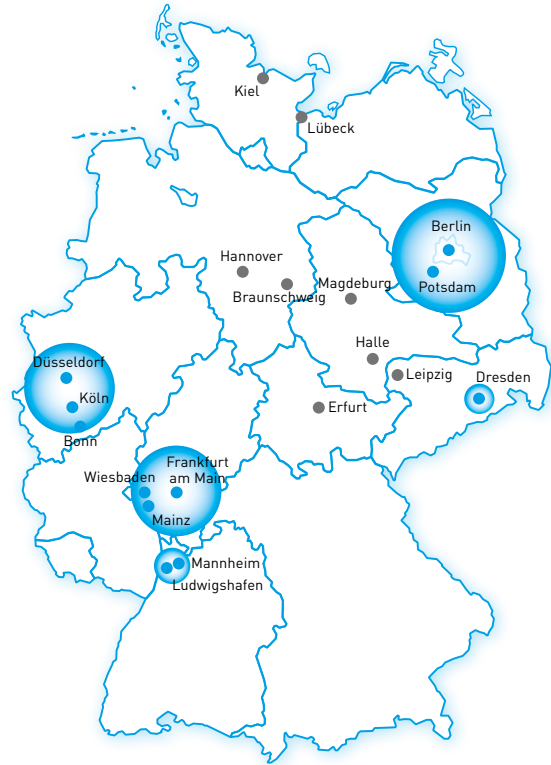 Kiel
Lübeck
Berlin
Hannover
Potsdam
Magdeburg
Braunschweig
Halle
Düsseldorf
Leipzig
Dresden
Köln
Erfurt
Bonn
Frankfurt
am Main
Wiesbaden
Mainz
Mannheim
Ludwigshafen